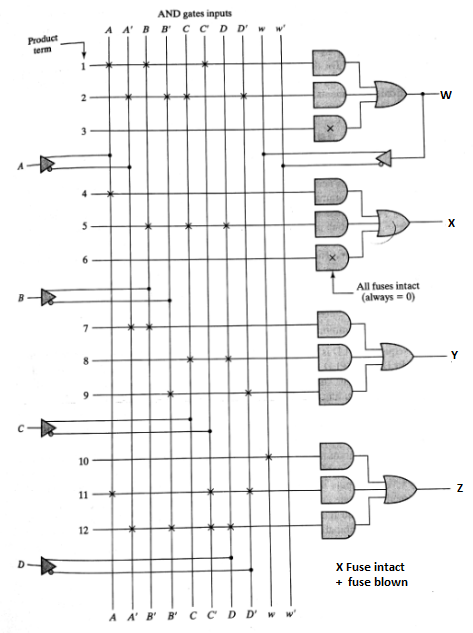 AND gates inputs
A A' B B' C C' D D' w w'
Product
term
1
2
W
3
A
4
5
X
6
All fuses intact
(always = 0)
B
7
8
Y
9
C
10
11
Z
12
D
X Fuse intact
+ fuse blown
A A' B' B' C C' D D' w w'